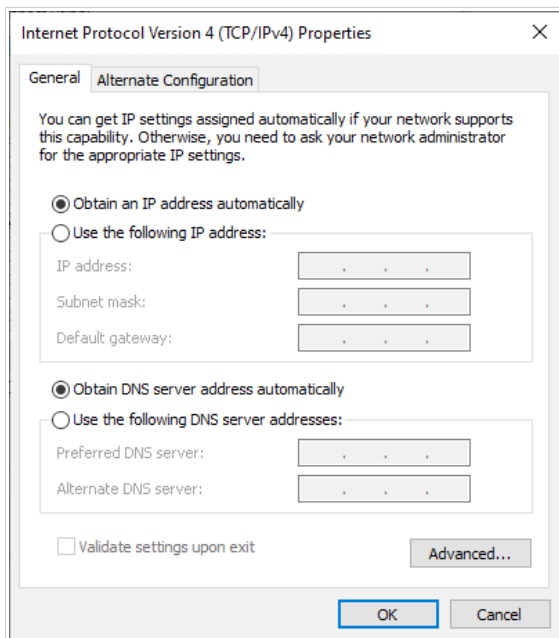 Internet Protocol Version 4 (TCP/IPv4) Properties
General
Alternate Configuration
You can get IP settings assigned automatically if your network supports
this capability. Otherwise, you need to ask your network administrator
for the appropriate IP settings.
Obtain an IP address automatically
Use the following IP address:
IP address:
Subnet mask:
Default gateway:
Obtain DNS server address automatically
Use the following DNS server addresses:
Preferred DNS server:
Alternate DNS server:
Validate settings upon exit
Advanced...
OK
Cancel